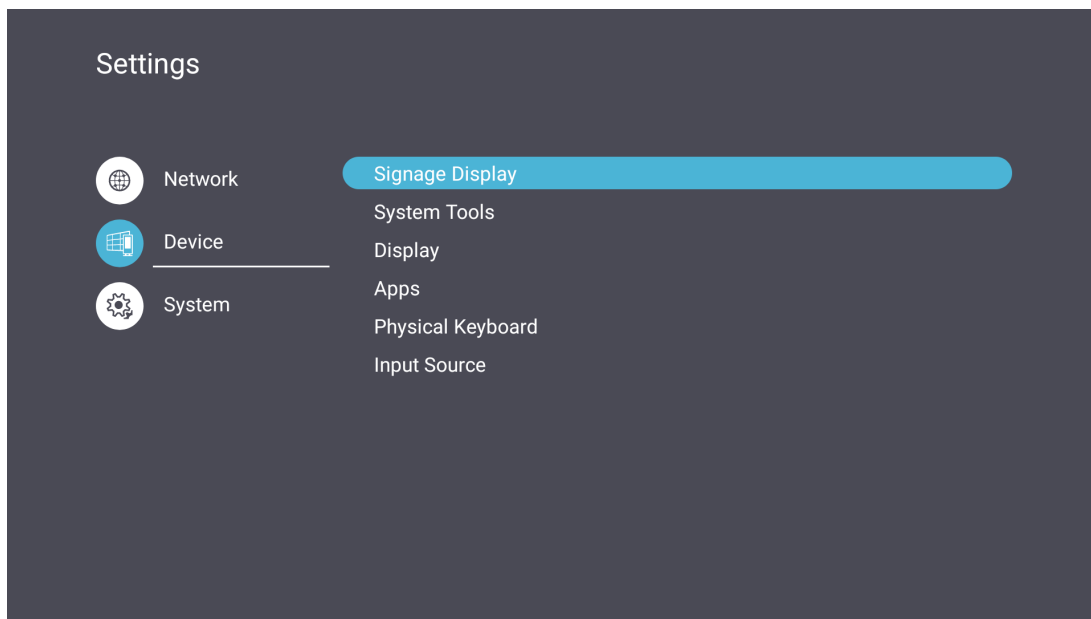 Settings
Network
Device
System
Signage Display
System Tools
Display
Apps
Physical Keyboard
Input Source